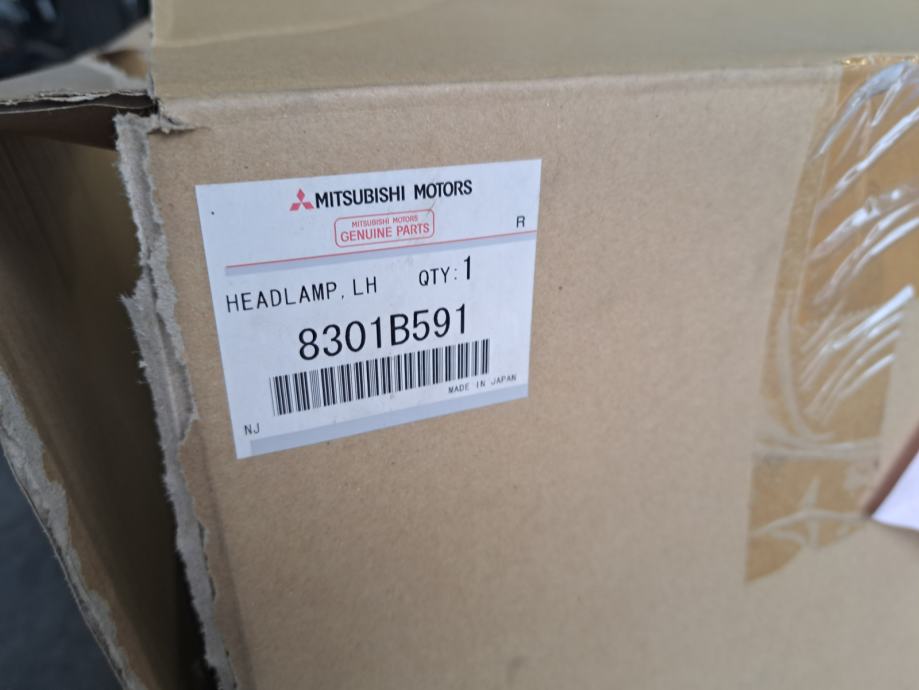 MITSUBISHI MOTORS
MITSUBISHI MOTORS
GENUINE PARTS
R
HEADLAMP, LH QTY:1
8301B591
MADE IN JAPAN
NJ